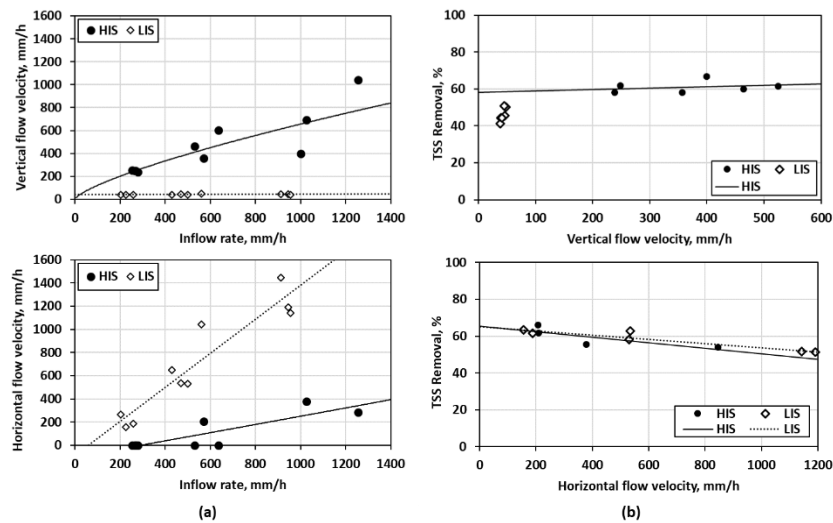 1600
1400
1200
1000
800
600
400
200
0
Vertical flow velocity, mm/h
HIS LIS
0 200 400 600 800 1000 1200 1400
Inflow rate, mm/h
100
80
60
40
20
0
TSS Removal, %
HIS LIS
HIS
0 100 200 300 400 500 600
Vertical flow velocity, mm/h
1600
1400
1200
1000
800
600
400
200
0
Horizontal flow velocity, mm/h
HIS LIS
0 200 400 600 800 1000 1200 1400
Inflow rate, mm/h
(a)
100
80
60
40
20
0
TSS Removal, %
HIS LIS
HIS LIS
0 200 400 600 800 1000 1200
Horizontal flow velocity, mm/h
(b)